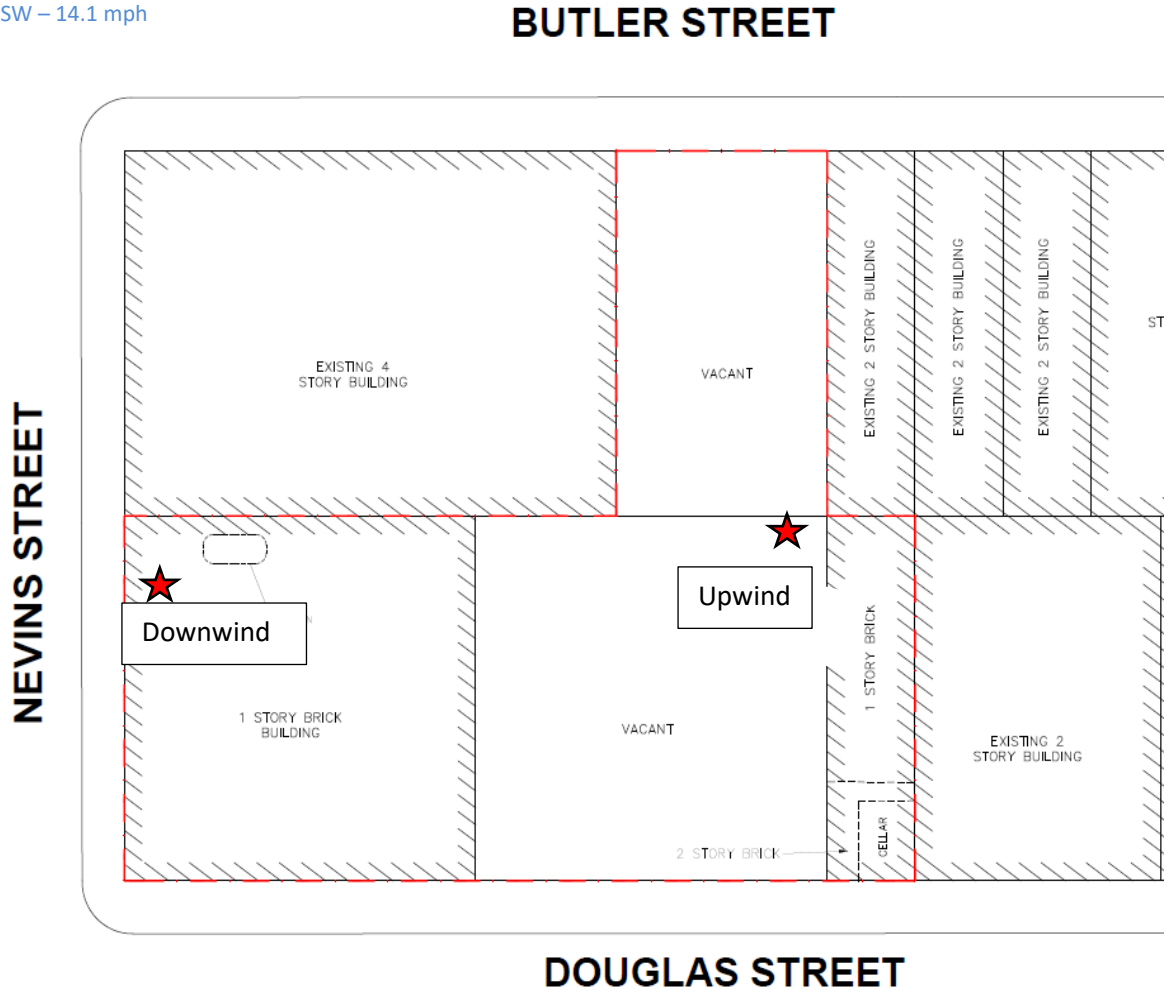 SW – 14.1 mph
BUTLER STREET
NEVINS STREET
EXISTING 4
STORY BUILDING
VACANT
EXISTING 2 STORY BUILDING
EXISTING 2 STORY BUILDING
EXISTING 2 STORY BUILDING
ST
Downwind
N
Upwind
1 STORY BRICK
BUILDING
VACANT
1 STORY BRICK
EXISTING 2
STORY BUILDING
2 STORY BRICK
CELLAR
DOUGLAS STREET